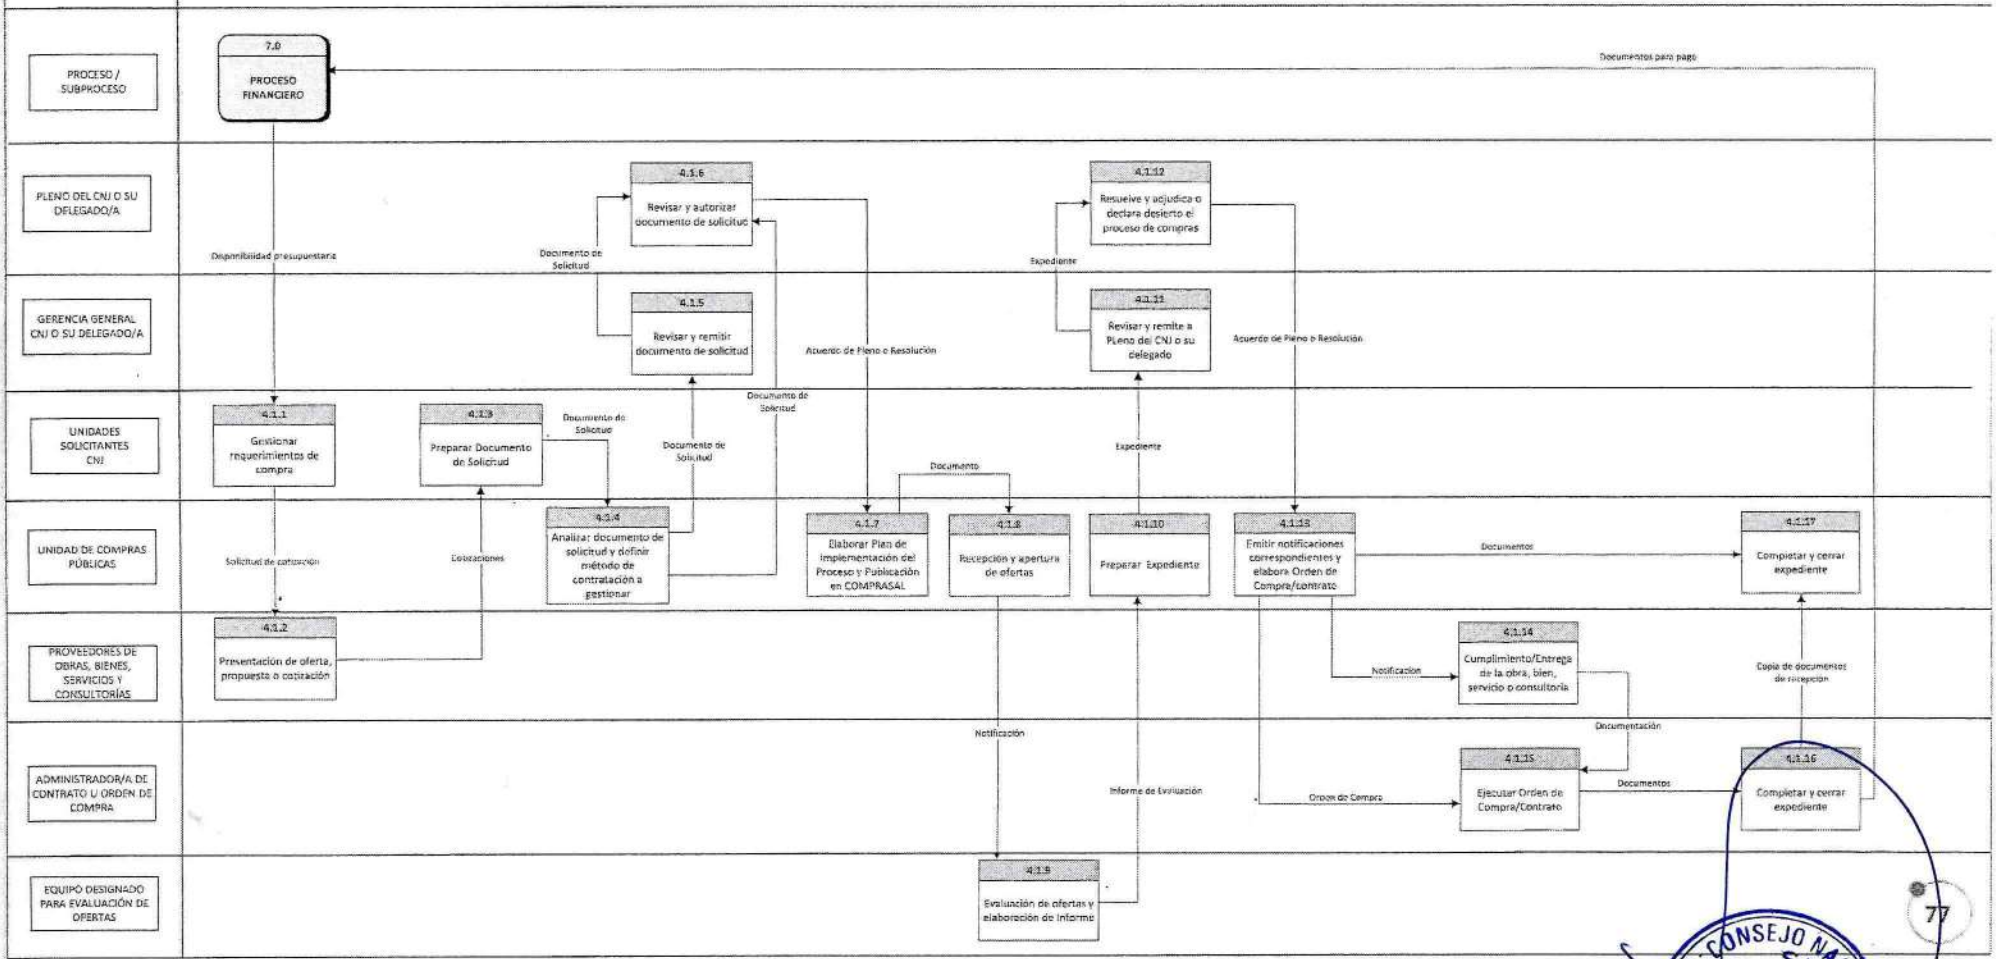 PROCESO /
SUBPROCESO
7.0
PROCESO
FINANCIERO
Documentos para pago
PLENO DEL CNJ O SU
DELEGADO/A
4.1.6
Revisar y autorizar
documento de solicitud
4.1.12
Resuelve y adjudica o
declara desierto el
proceso de compras
Disponibilidad presupuestaria
Documento de
Solicitud
Expediente
GERENCIA GENERAL
CNJ O SU DELEGADO/A
4.1.5
Revisar y remitir
documento de solicitud
Acuerdo de Pleno o Resolución
4.1.11
Revisar y remite a
Pleno del CNJ o su
delegado
Acuerdo de Pleno o Resolución
UNIDADES
SOLICITANTES
CNJ
4.1.1
Gestionar
requerimientos de
compra
4.1.3
Preparar Documento
de Solicitud
Documento de
Solicitud
Documento de
Solicitud
Documento de
Solicitud
Documento
Expediente
UNIDAD DE COMPRAS
PÚBLICAS
Solicitud de cotización
Cotizaciones
4.1.4
Analizar documento de
solicitud y definir
método de
contratación a
gestionar
4.1.7
Elaborar Plan de
Implementación del
Proceso y Publicación
en COMPRASAL
4.1.8
Recepción y apertura
de ofertas
4.1.10
Preparar Expediente
4.1.13
Emitir notificaciones
correspondientes y
elabora Orden de
Compra/contrato
Documentos
4.1.17
Completar y cerrar
expediente
PROVEEDORES DE
OBRAS, BIENES,
SERVICIOS Y
CONSULTORÍAS
4.1.2
Presentación de oferta,
propuesta o cotización
Notificación
4.1.14
Cumplimiento/Entrega
de la obra, bien,
servicio o consultoría
Copia de documentos
de recepción
Notificación
Documentación
ADMINISTRADOR/A DE
CONTRATO U ORDEN DE
COMPRA
Informe de Evaluación
Orden de Compra
4.1.15
Ejecutar Orden de
Compra/Contrato
Documentos
4.1.16
Completar y cerrar
expediente
EQUIPO DESIGNADO
PARA EVALUACIÓN DE
OFERTAS
4.1.9
Evaluación de ofertas y
elaboración de Informe
77
CONSEJO